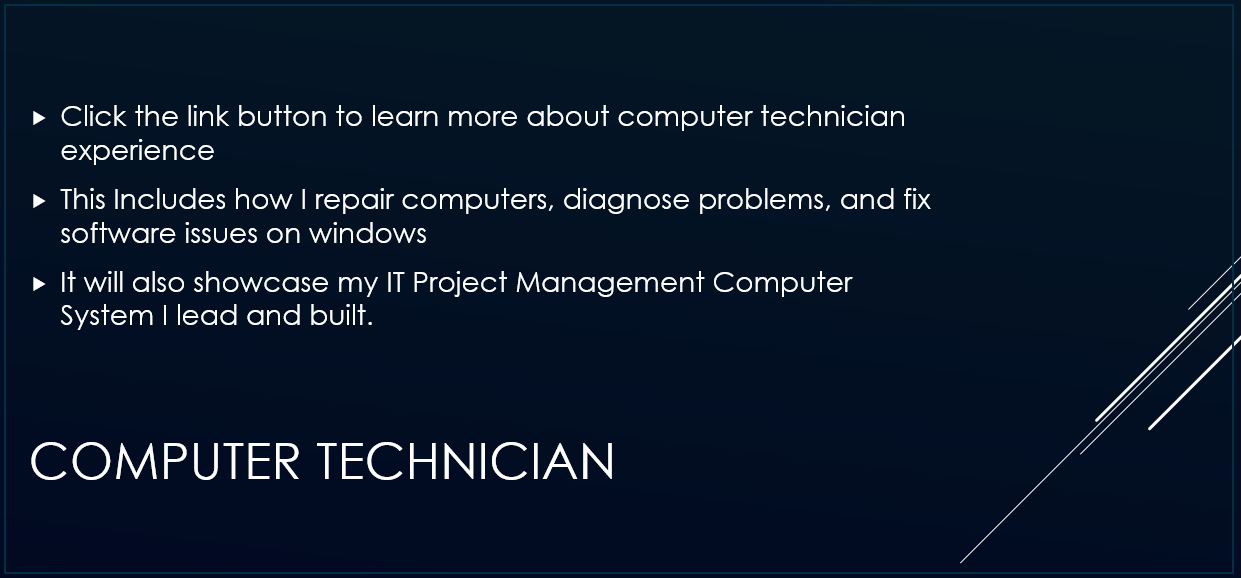 Click the link button to learn more about computer technician
experience
This Includes how I repair computers, diagnose problems, and fix
software issues on windows
It will also showcase my IT Project Management Computer
System I lead and built.
COMPUTER TECHNICIAN